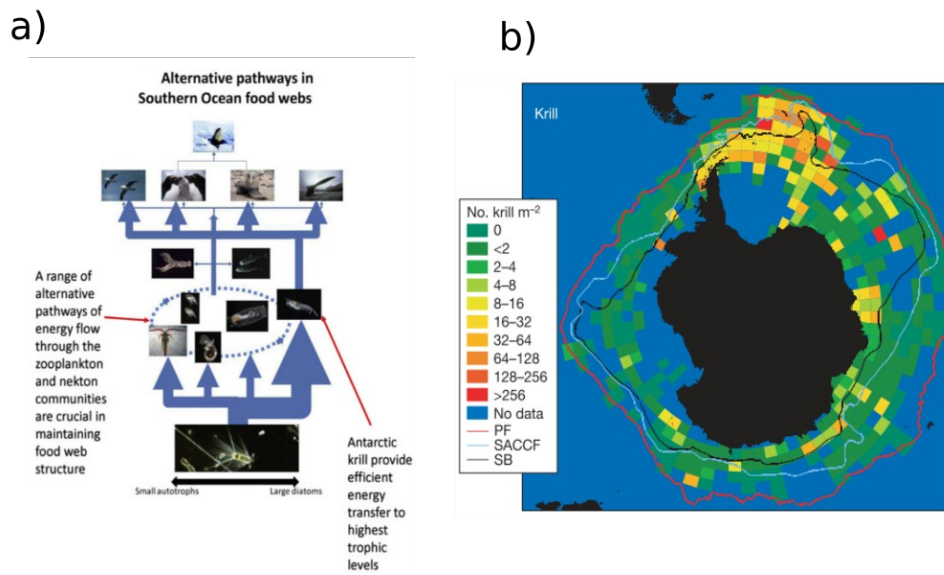 a)
Alternative pathways in
Southern Ocean food webs
A range of
alternative
pathways of
energy flow
through the
zooplankton
and nekton
communities
are crucial in
maintaining
food web
structure
Small autotrophs
Large diatoms
Antarctic
krill provide
efficient
energy
transfer to
highest
trophic
levels
b)
Krill
No. krill m⁻²
0
<2
2–4
4–8
8–16
16–32
32–64
64–128
128–256
>256
No data
PF
SACCF
SB